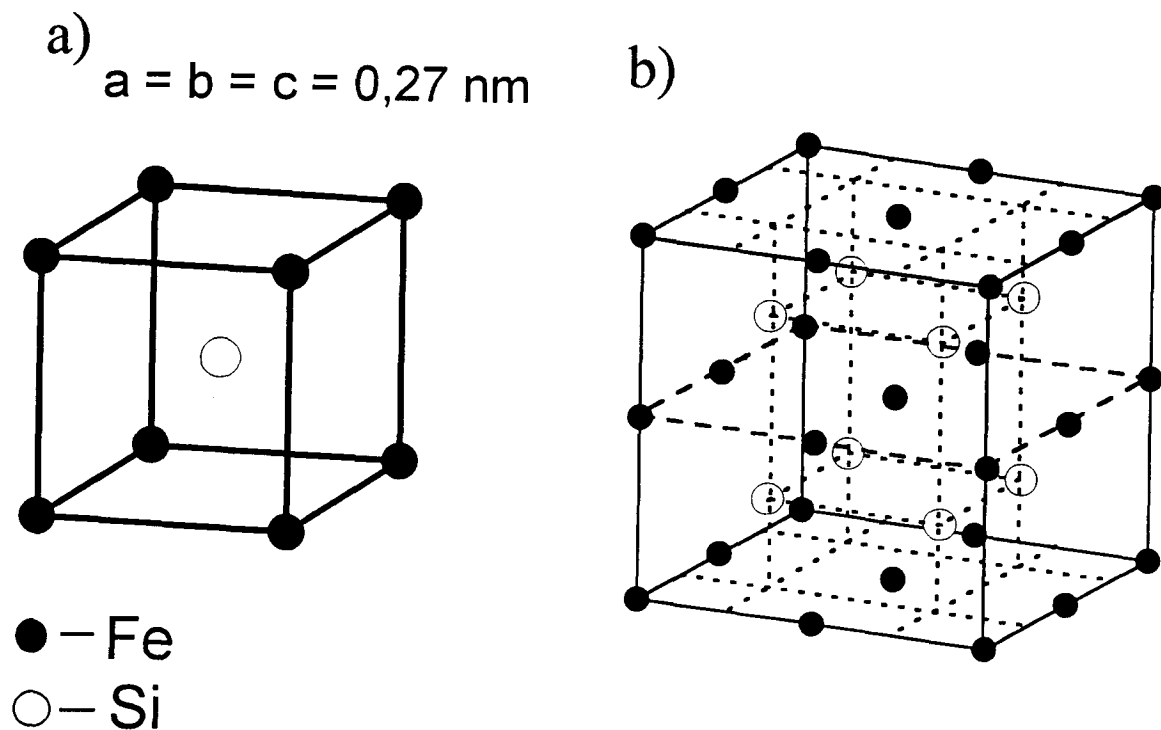 a)
a = b = c = 0,27 nm
b)
– Fe
– Si